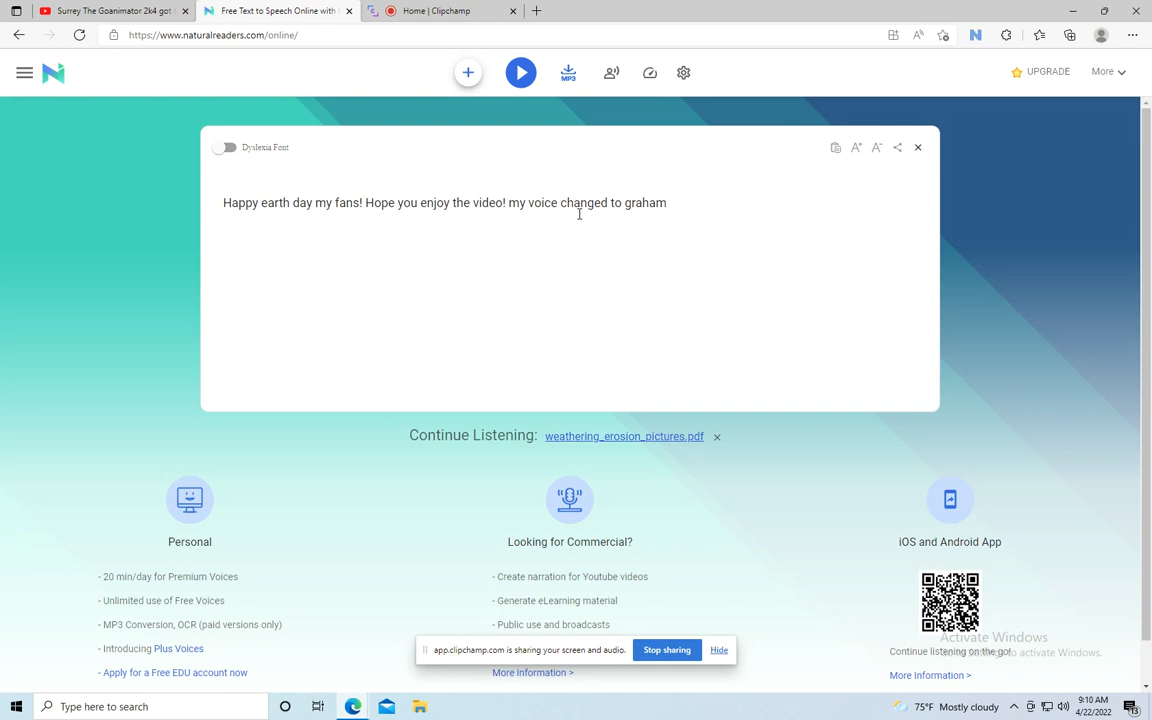 Surrey The Goanimator 2k4 got
Free Text to Speech Online with
Home | Clipchamp
https://www.naturalreaders.com/online/
MP3
UPGRADE
More
Dyslexia Font
Happy earth day my fans! Hope you enjoy the video! my voice changed to graham
Continue Listening: weathering_erosion_pictures.pdf
Personal
Looking for Commercial?
iOS and Android App
- 20 min/day for Premium Voices
- Create narration for Youtube videos
- Unlimited use of Free Voices
- Generate eLearning material
- MP3 Conversion, OCR (paid versions only)
- Public use and broadcasts
Activate Windows
app.clipchamp.com is sharing your screen and audio.
Stop sharing
Hide
- Introducing Plus Voices
Continue listening on the go!
to activate Windows.
- Apply for a Free EDU account now
More information >
More Information >
Type here to search
75°F Mostly cloudy
9:10 AM
4/22/2022
13